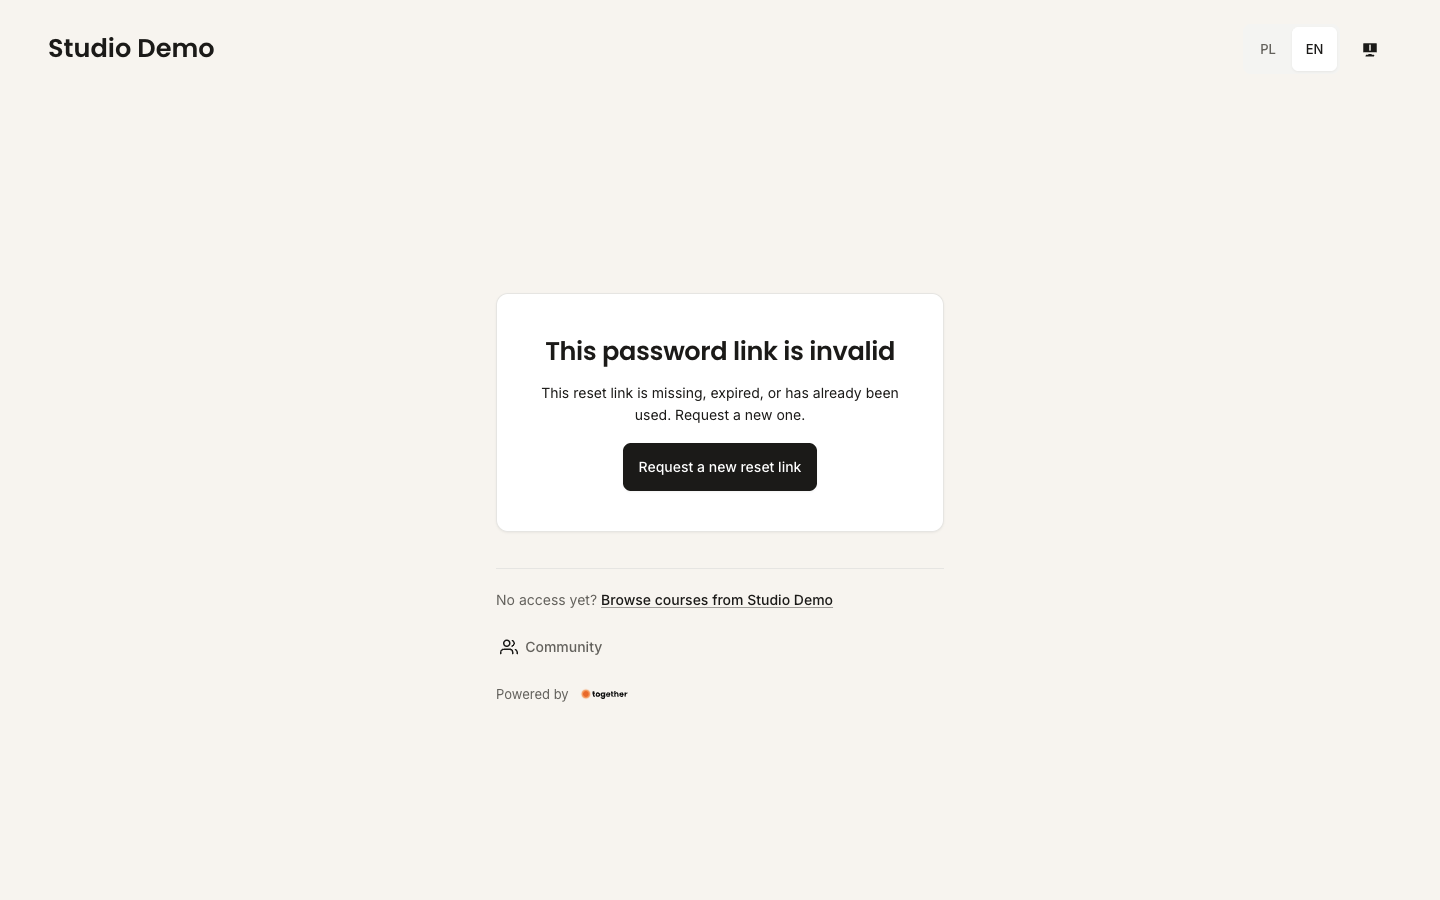 Studio Demo
PL
EN
This password link is invalid
This reset link is missing, expired, or has already been
used. Request a new one.
Request a new reset link
No access yet? Browse courses from Studio Demo
Community
Powered by together